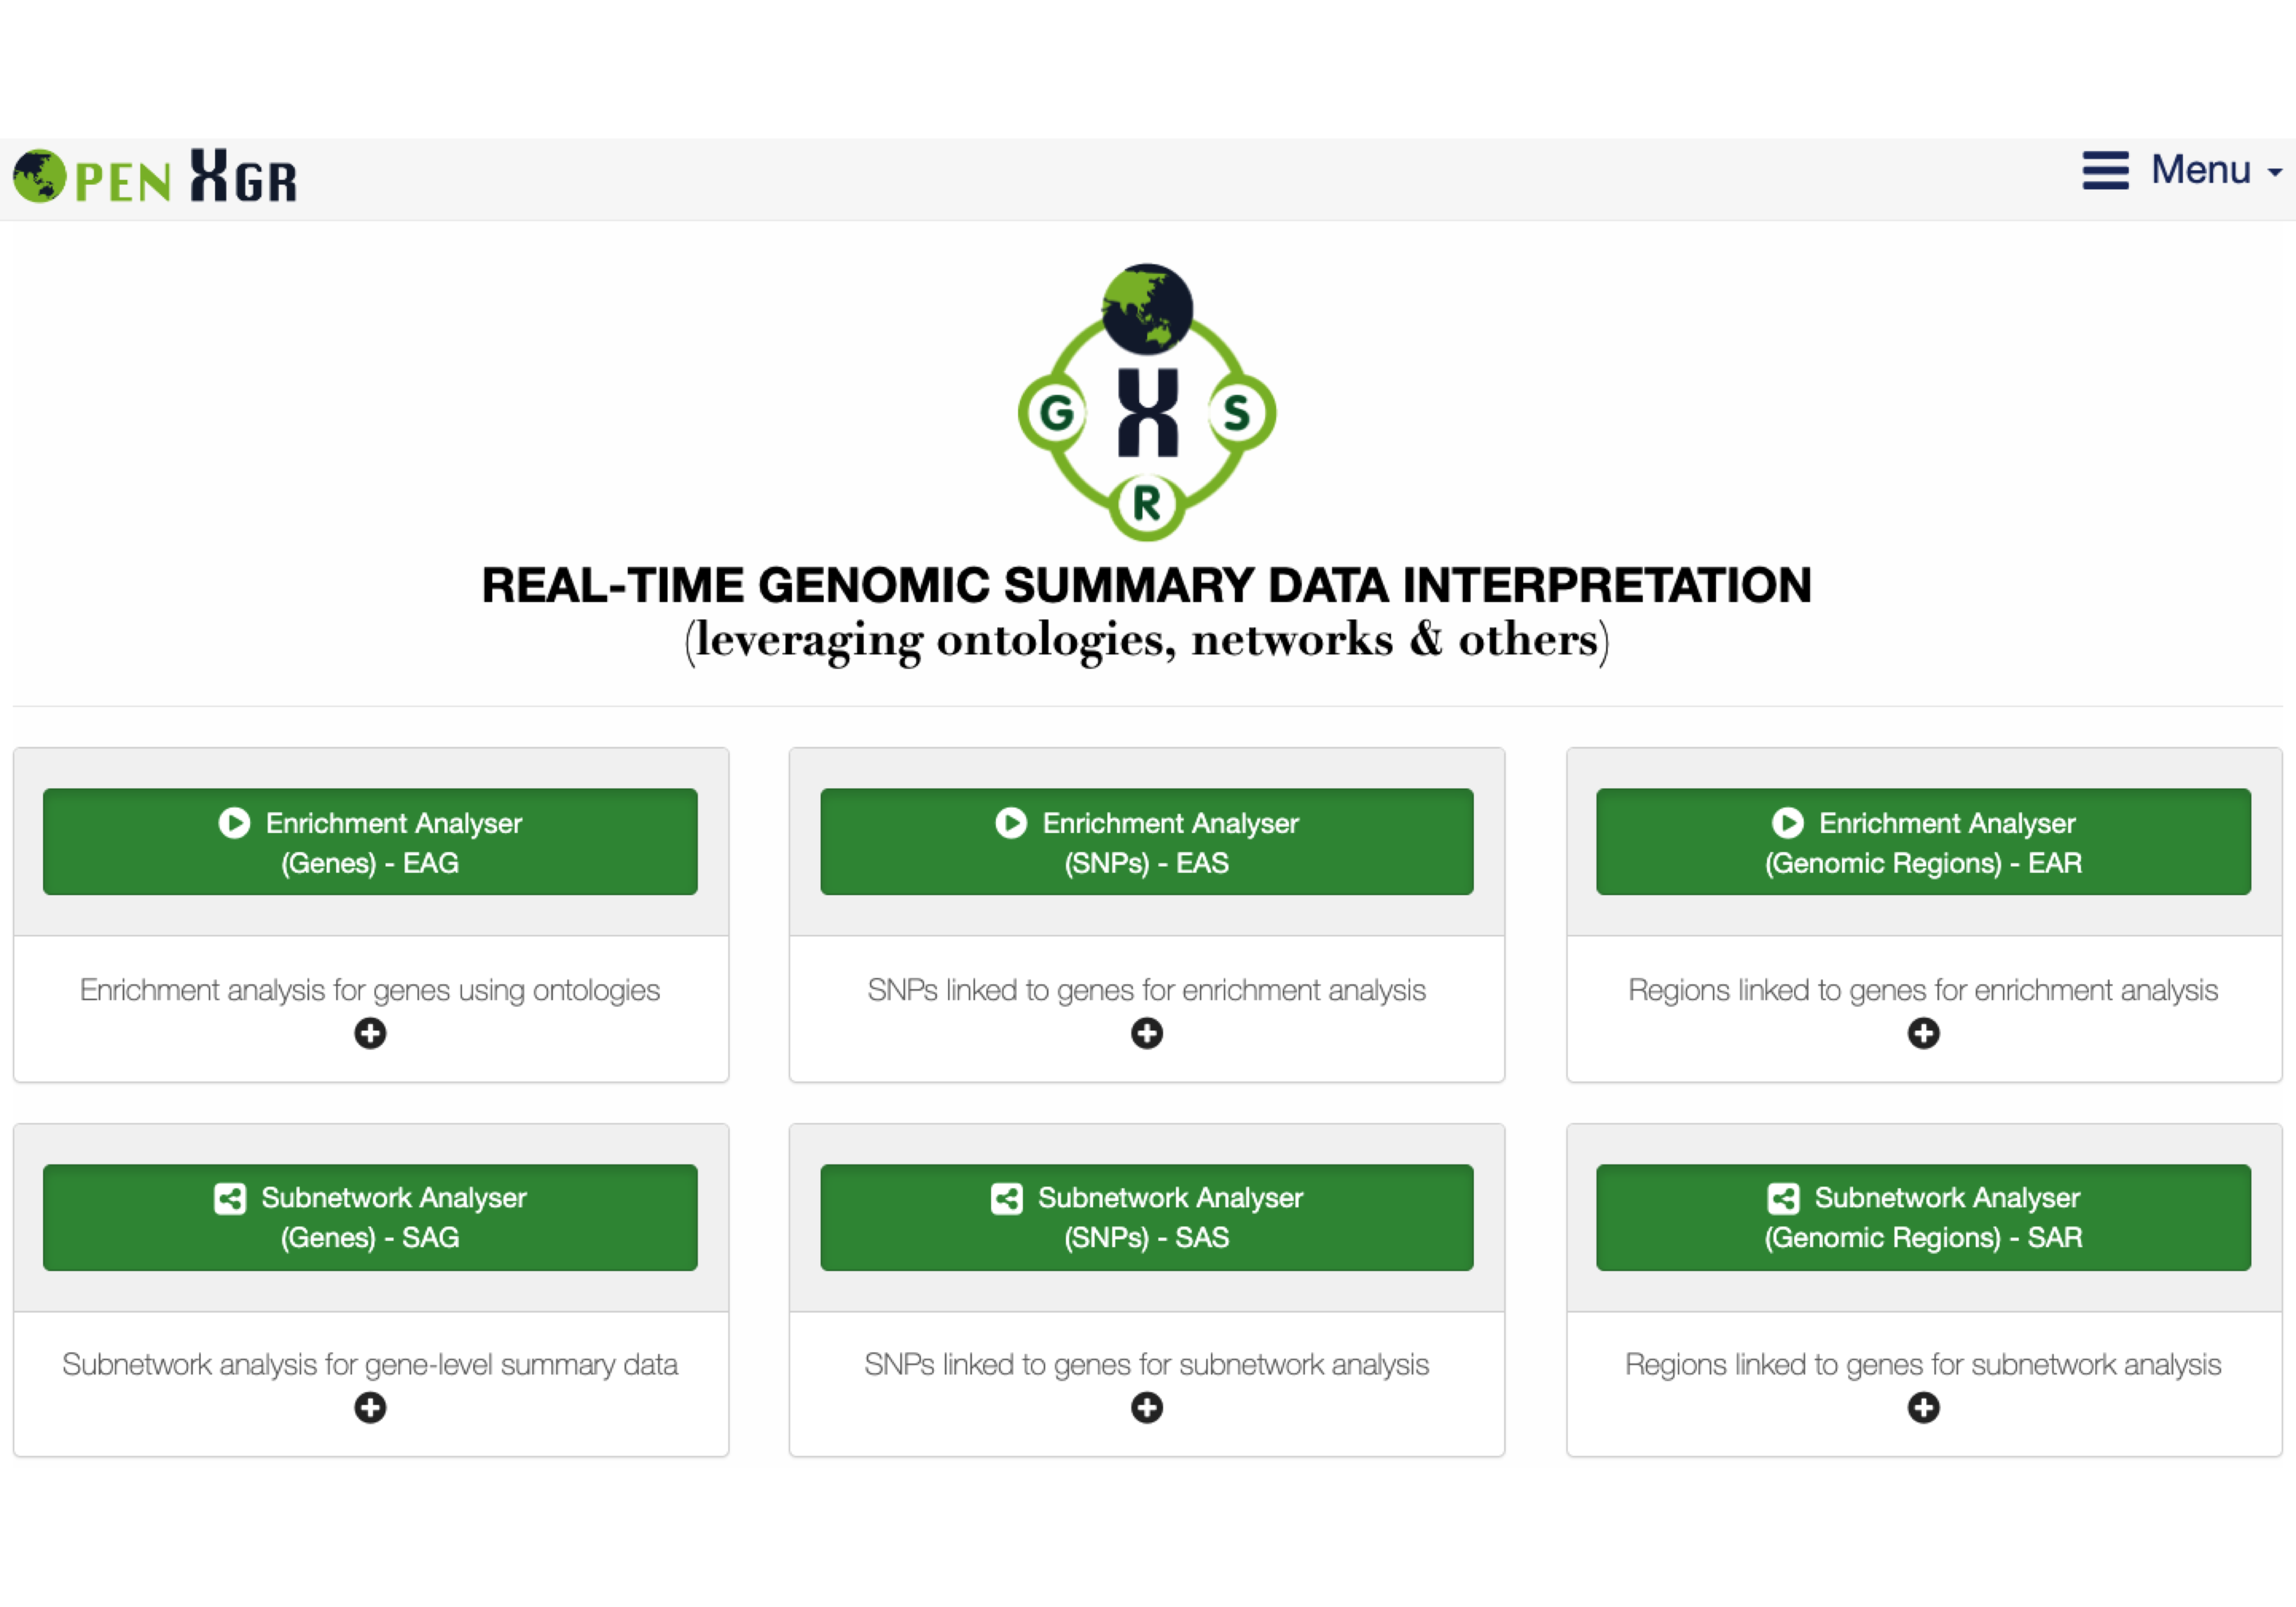 OPEN XGR
Menu
G X S
R
REAL-TIME GENOMIC SUMMARY DATA INTERPRETATION
(leveraging ontologies, networks & others)
Enrichment Analyser
(Genes) - EAG
Enrichment analysis for genes using ontologies
Enrichment Analyser
(SNPs) - EAS
SNPs linked to genes for enrichment analysis
Enrichment Analyser
(Genomic Regions) - EAR
Regions linked to genes for enrichment analysis
Subnetwork Analyser
(Genes) - SAG
Subnetwork analysis for gene-level summary data
Subnetwork Analyser
(SNPs) - SAS
SNPs linked to genes for subnetwork analysis
Subnetwork Analyser
(Genomic Regions) - SAR
Regions linked to genes for subnetwork analysis